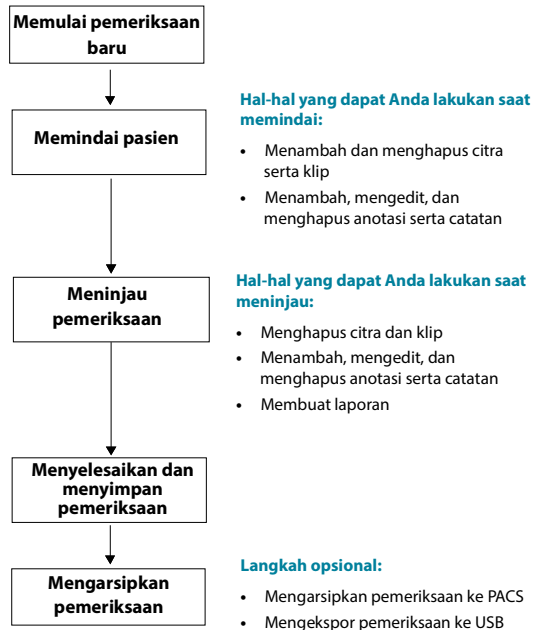 Memulai pemeriksaan
baru
Memindai pasien
Hal-hal yang dapat Anda lakukan saat
memindai:
• Menambah dan menghapus citra
serta klip
• Menambah, mengedit, dan
menghapus anotasi serta catatan
Meninjau
pemeriksaan
Hal-hal yang dapat Anda lakukan saat
meninjau:
• Menghapus citra dan klip
• Menambah, mengedit, dan
menghapus anotasi serta catatan
• Membuat laporan
Menyelesaikan dan
menyimpan
pemeriksaan
Mengarsipkan
pemeriksaan
Langkah opsional:
• Mengarsipkan pemeriksaan ke PACS
• Mengekspor pemeriksaan ke USB